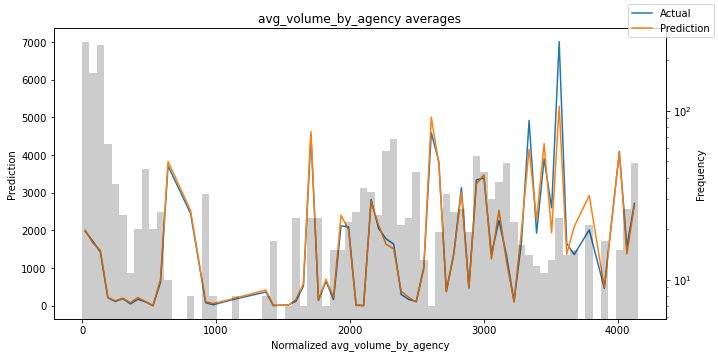 avg_volume_by_agency averages
Actual
Prediction
7000
6000
5000
4000
3000
2000
1000
0
Prediction
10²
10¹
Frequency
0
1000
2000
3000
4000
Normalized avg_volume_by_agency